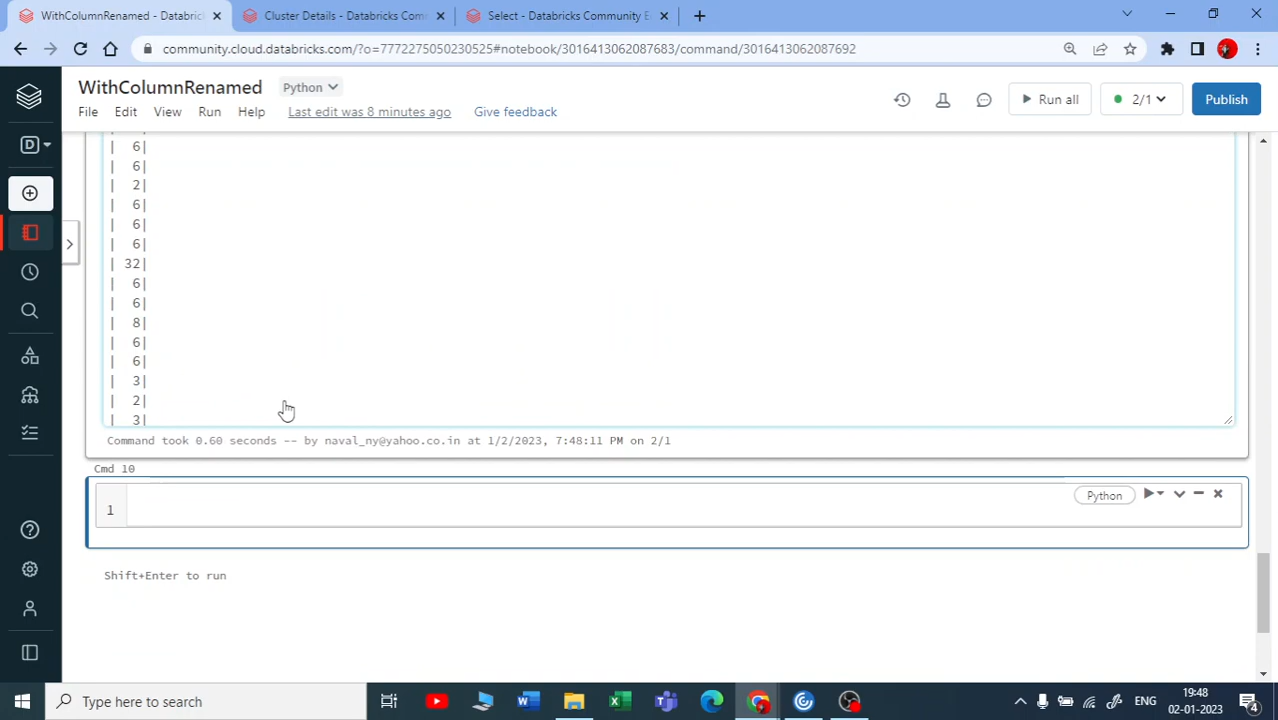 WithColumnRenamed - Databric
Cluster Details - Databricks Com
Select - Databricks Community E
community.cloud.databricks.com/?o=7772275050230525#notebook/3016413062087683/command/3016413062087692
WithColumnRenamed
Python
File Edit View Run Help Last edit was 8 minutes ago Give feedback
Run all
2/1
Publish
D
| 6|
| 6|
| 2|
| 6|
| 6|
| 6|
| 32|
| 6|
| 6|
| 8|
| 6|
| 6|
| 3|
| 2|
| 3|
Command took 0.60 seconds -- by naval_ny@yahoo.co.in at 1/2/2023, 7:48:11 PM on 2/1
Cmd 10
1
Python
Shift+Enter to run
Type here to search
ENG
19:48
02-01-2023
4